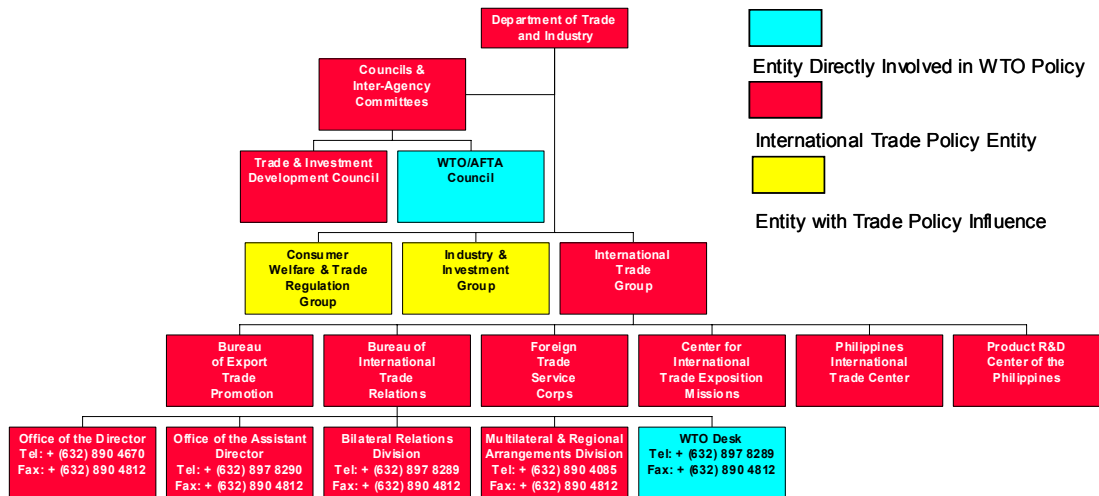 Department of Trade
and Industry
Entity Directly Involved in WTO Policy
International Trade Policy Entity
Entity with Trade Policy Influence
Councils &
Inter-Agency
Committees
Trade & Investment
Development Council
WTO/AFTA
Council
Consumer
Welfare & Trade
Regulation
Group
Industry &
Investment
Group
International
Trade
Group
Bureau
of Export
Trade
Promotion
Bureau of
International
Trade
Relations
Foreign
Trade
Service
Corps
Center for
International
Trade Exposition
Missions
Philippines
International
Trade Center
Product R&D
Center of the
Philippines
Office of the Director
Tel: + (632) 890 4670
Fax: + (632) 890 4812
Office of the Assistant
Director
Tel: + (632) 897 8290
Fax: + (632) 890 4812
Bilateral Relations
Division
Tel: + (632) 897 8289
Fax: + (632) 890 4812
Multilateral & Regional
Arrangements Division
Tel: + (632) 890 4085
Fax: + (632) 890 4812
WTO Desk
Tel: + (632) 897 8289
Fax: + (632) 890 4812